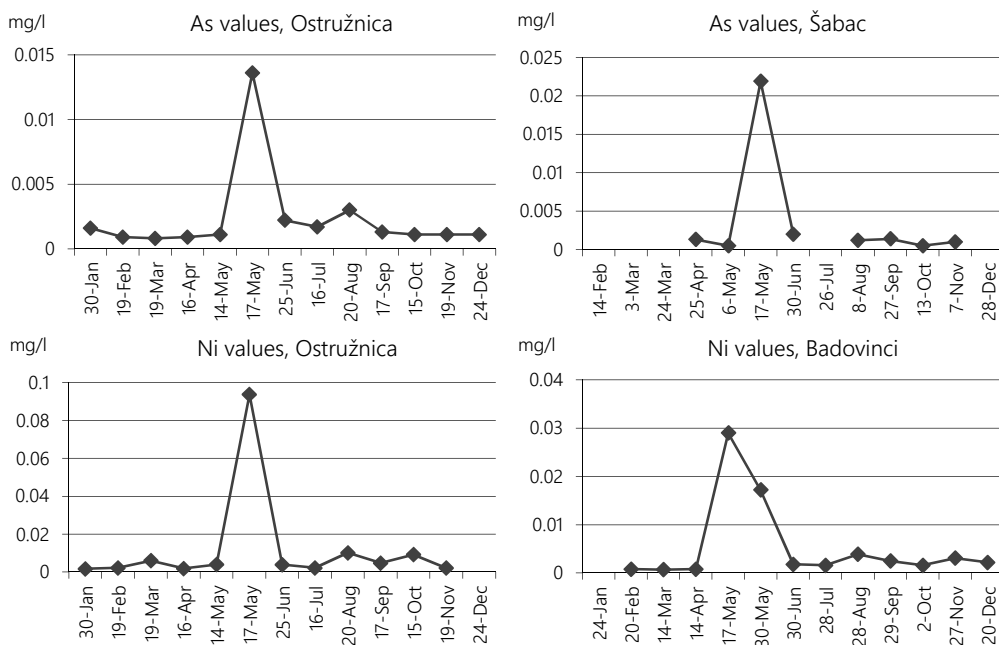 As values, Ostružnica
mg/l
0.015
0.01
0.005
0
30-Jan
19-Feb
19-Mar
16-Apr
14-May
17-May
25-Jun
16-Jul
20-Aug
17-Sep
15-Oct
19-Nov
24-Dec
As values, Šabac
mg/l
0.025
0.02
0.015
0.01
0.005
0
14-Feb
3-Mar
24-Mar
25-Apr
6-May
17-May
30-Jun
26-Jul
8-Aug
27-Sep
13-Oct
7-Nov
28-Dec
Ni values, Ostružnica
mg/l
0.1
0.08
0.06
0.04
0.02
0
30-Jan
19-Feb
19-Mar
16-Apr
14-May
17-May
25-Jun
16-Jul
20-Aug
17-Sep
15-Oct
19-Nov
24-Dec
Ni values, Badovinci
mg/l
0.04
0.03
0.02
0.01
0
24-Jan
20-Feb
14-Mar
14-Apr
17-May
30-May
30-Jun
28-Jul
28-Aug
29-Sep
2-Oct
27-Nov
20-Dec